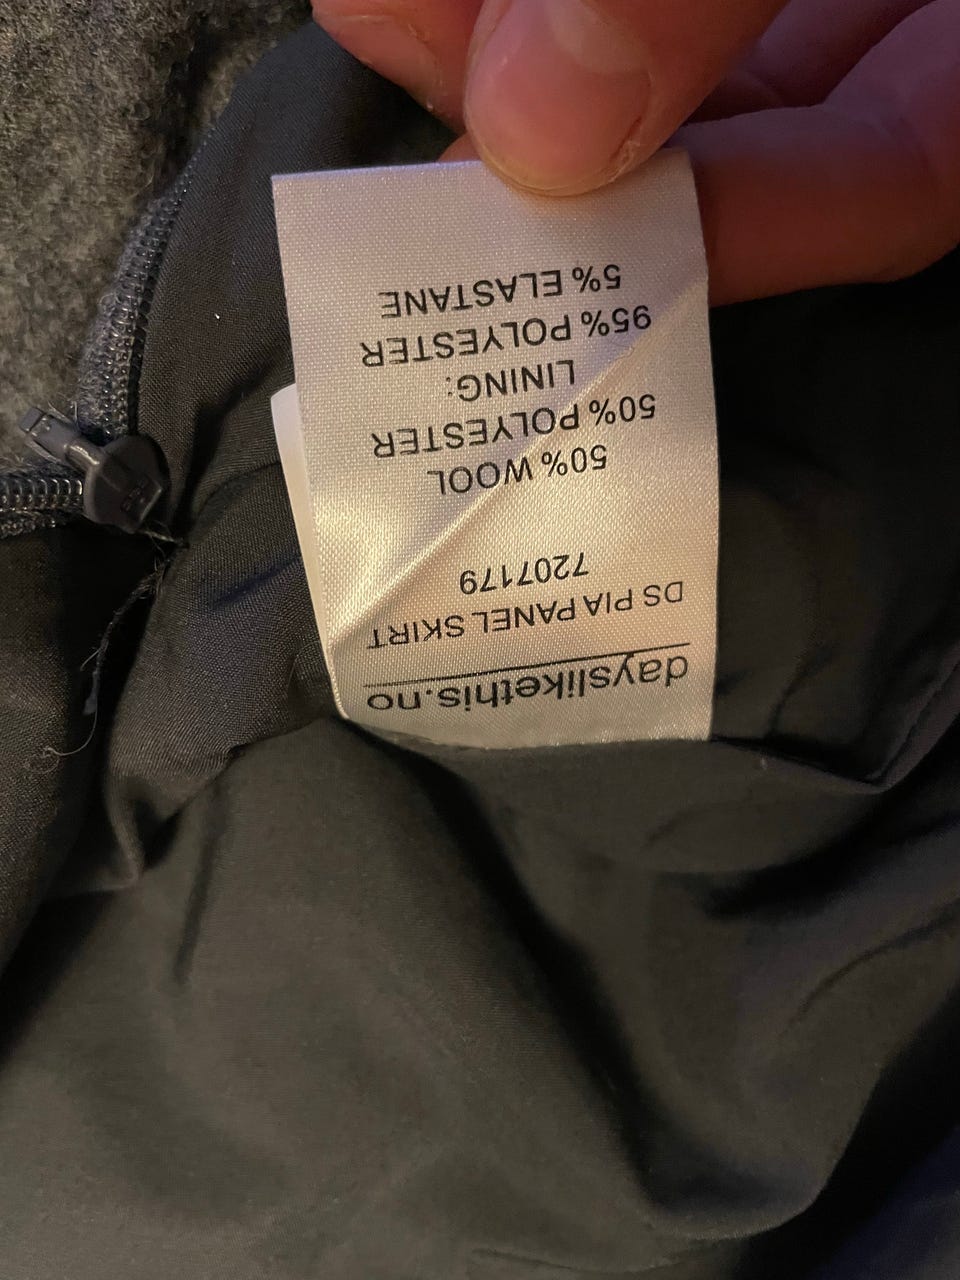 dayslikethis.no
DS PIA PANEL SKIRT
7207179
50% WOOL
50% POLYESTER
LINING:
95% POLYESTER
5% ELASTANE